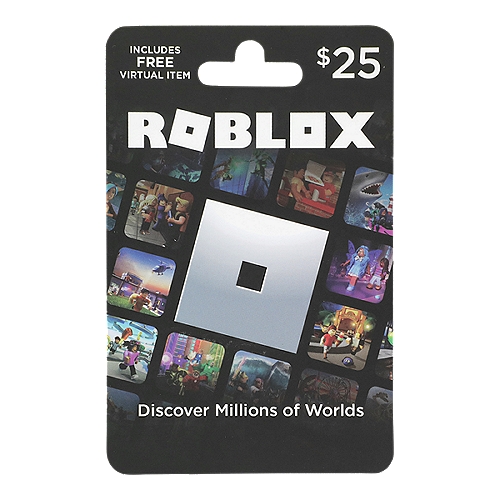 INCLUDES
FREE
VIRTUAL ITEM
$25
ROBLOX
Discover Millions of Worlds